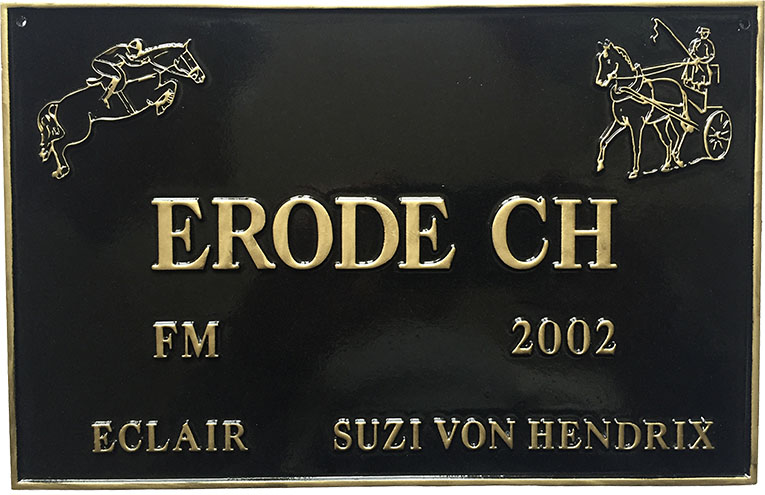 ERODE CH
FM 2002
ECLAIR SUZI VON HENDRIX